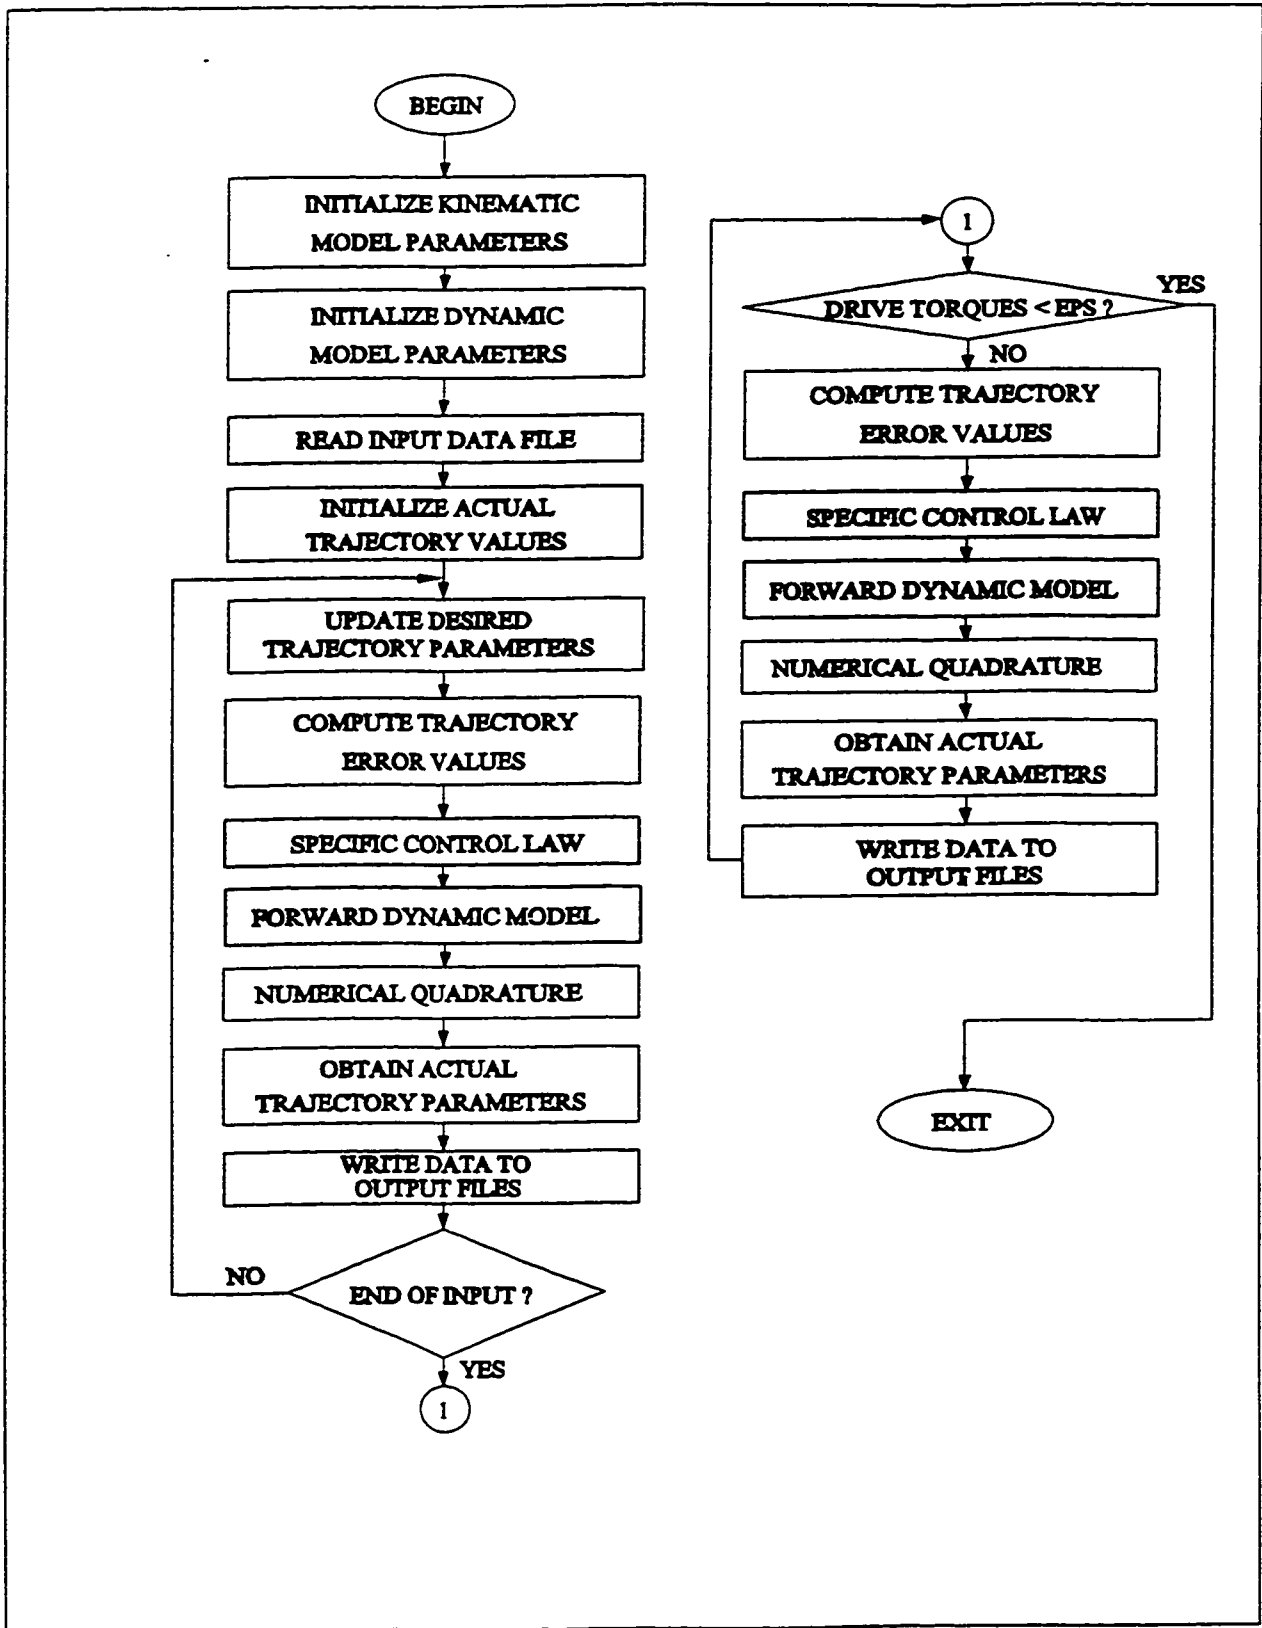 BEGIN
INITIALIZE KINEMATIC
MODEL PARAMETERS
INITIALIZE DYNAMIC
MODEL PARAMETERS
READ INPUT DATA FILE
INITIALIZE ACTUAL
TRAJECTORY VALUES
UPDATE DESIRED
TRAJECTORY PARAMETERS
COMPUTE TRAJECTORY
ERROR VALUES
SPECIFIC CONTROL LAW
FORWARD DYNAMIC MODEL
NUMERICAL QUADRATURE
OBTAIN ACTUAL
TRAJECTORY PARAMETERS
WRITE DATA TO
OUTPUT FILES
NO
END OF INPUT ?
YES
1
1
YES
DRIVE TORQUES < EPS ?
NO
COMPUTE TRAJECTORY
ERROR VALUES
SPECIFIC CONTROL LAW
FORWARD DYNAMIC MODEL
NUMERICAL QUADRATURE
OBTAIN ACTUAL
TRAJECTORY PARAMETERS
WRITE DATA TO
OUTPUT FILES
EXIT